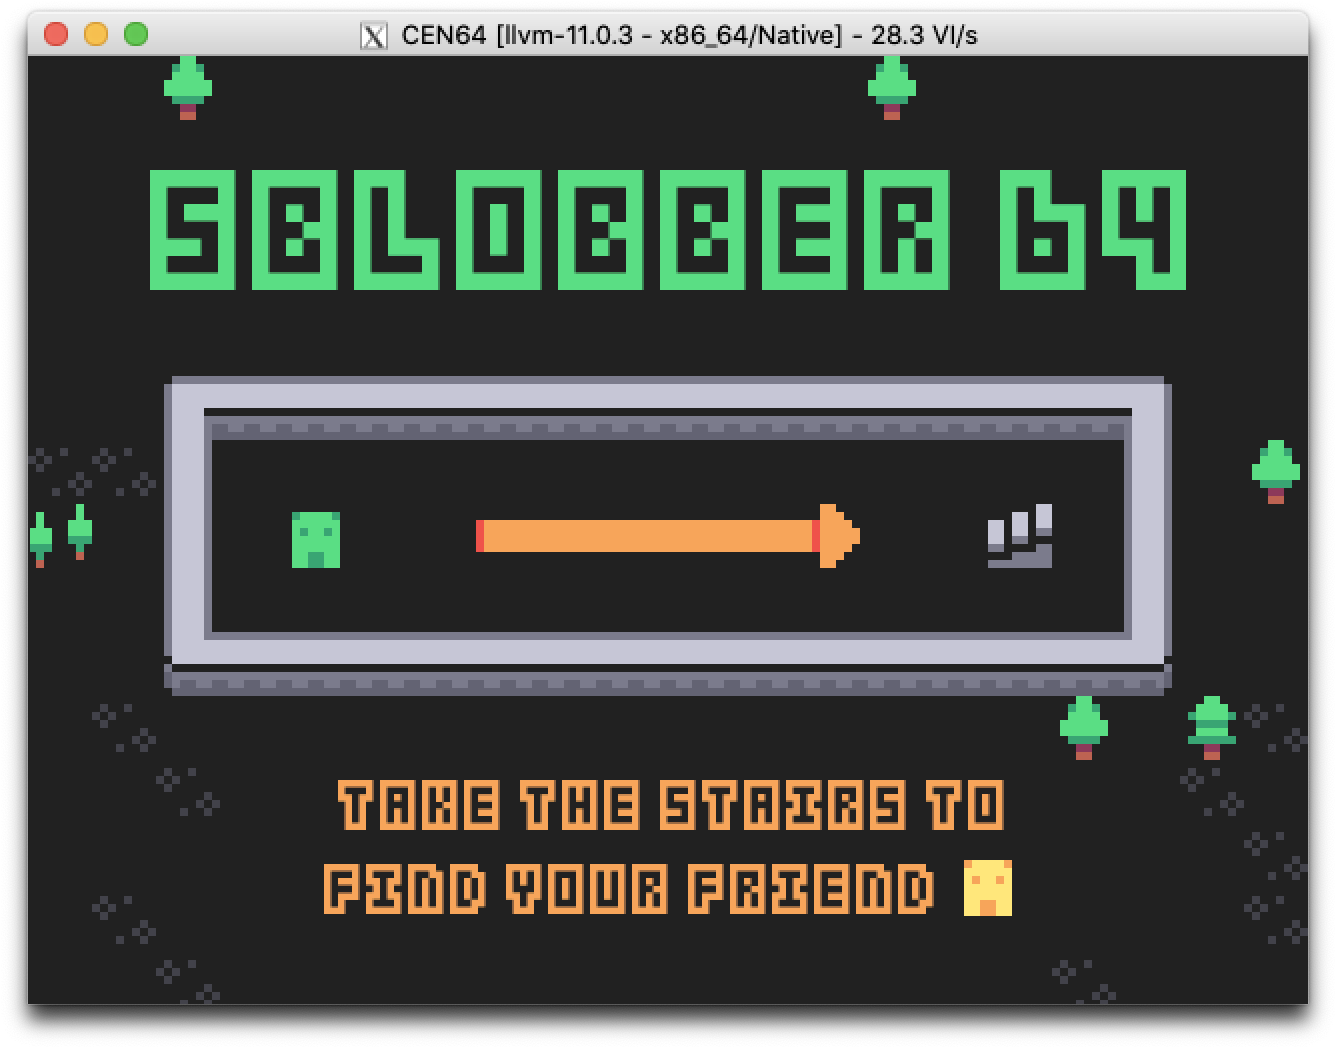 CEN64 [llvm-11.0.3 - x86_64/Native] - 28.3 VI/s
SBLOBBER 64
TAKE THE STAIRS TO
FIND YOUR FRIEND